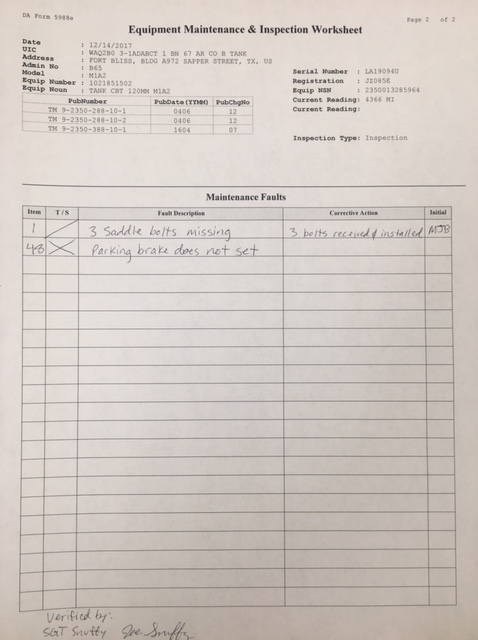 DA Form 5988e
Page 2 of 2
Equipment Maintenance & Inspection Worksheet
Date : 12/14/2017
UIC : WAQ2B0 3-1ADABCT 1 BN 67 AR CO B TANK
Address : FORT BLISS, BLDG A972 SAPPER STREET, TX, US
Admin No : B65
Model : M1A2
Equip Number : 1021851502
Equip Noun : TANK CBT 120MM M1A2
Serial Number : LA19094U
Registration : JZ085E
Equip NSN : 2350013285964
Current Reading : 4366 MI
Current Reading:
PubNumber PubDate(YYMM) PubChgNo
TM 9-2350-288-10-1 0406 12
TM 9-2350-288-10-2 0406 12
TM 9-2350-388-10-1 1604 07
Inspection Type: Inspection
Maintenance Faults
Item T / S Fault Description Corrective Action Initial
1 / 3 Saddle bolts missing 3 bolts received & installed MJB
48 X Parking brake does not set
Verified by:
SGT Snuffy Joe Snuffy